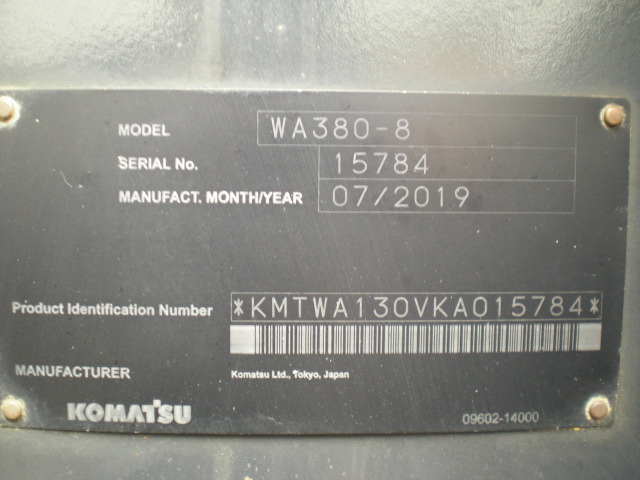 MODEL WA380-8
SERIAL No. 15784
MANUFACT. MONTH/YEAR 07/2019
Product Identification Number *KMTWA130VKA015784*
MANUFACTURER Komatsu Ltd., Tokyo, Japan
KOMATSU 09602-14000